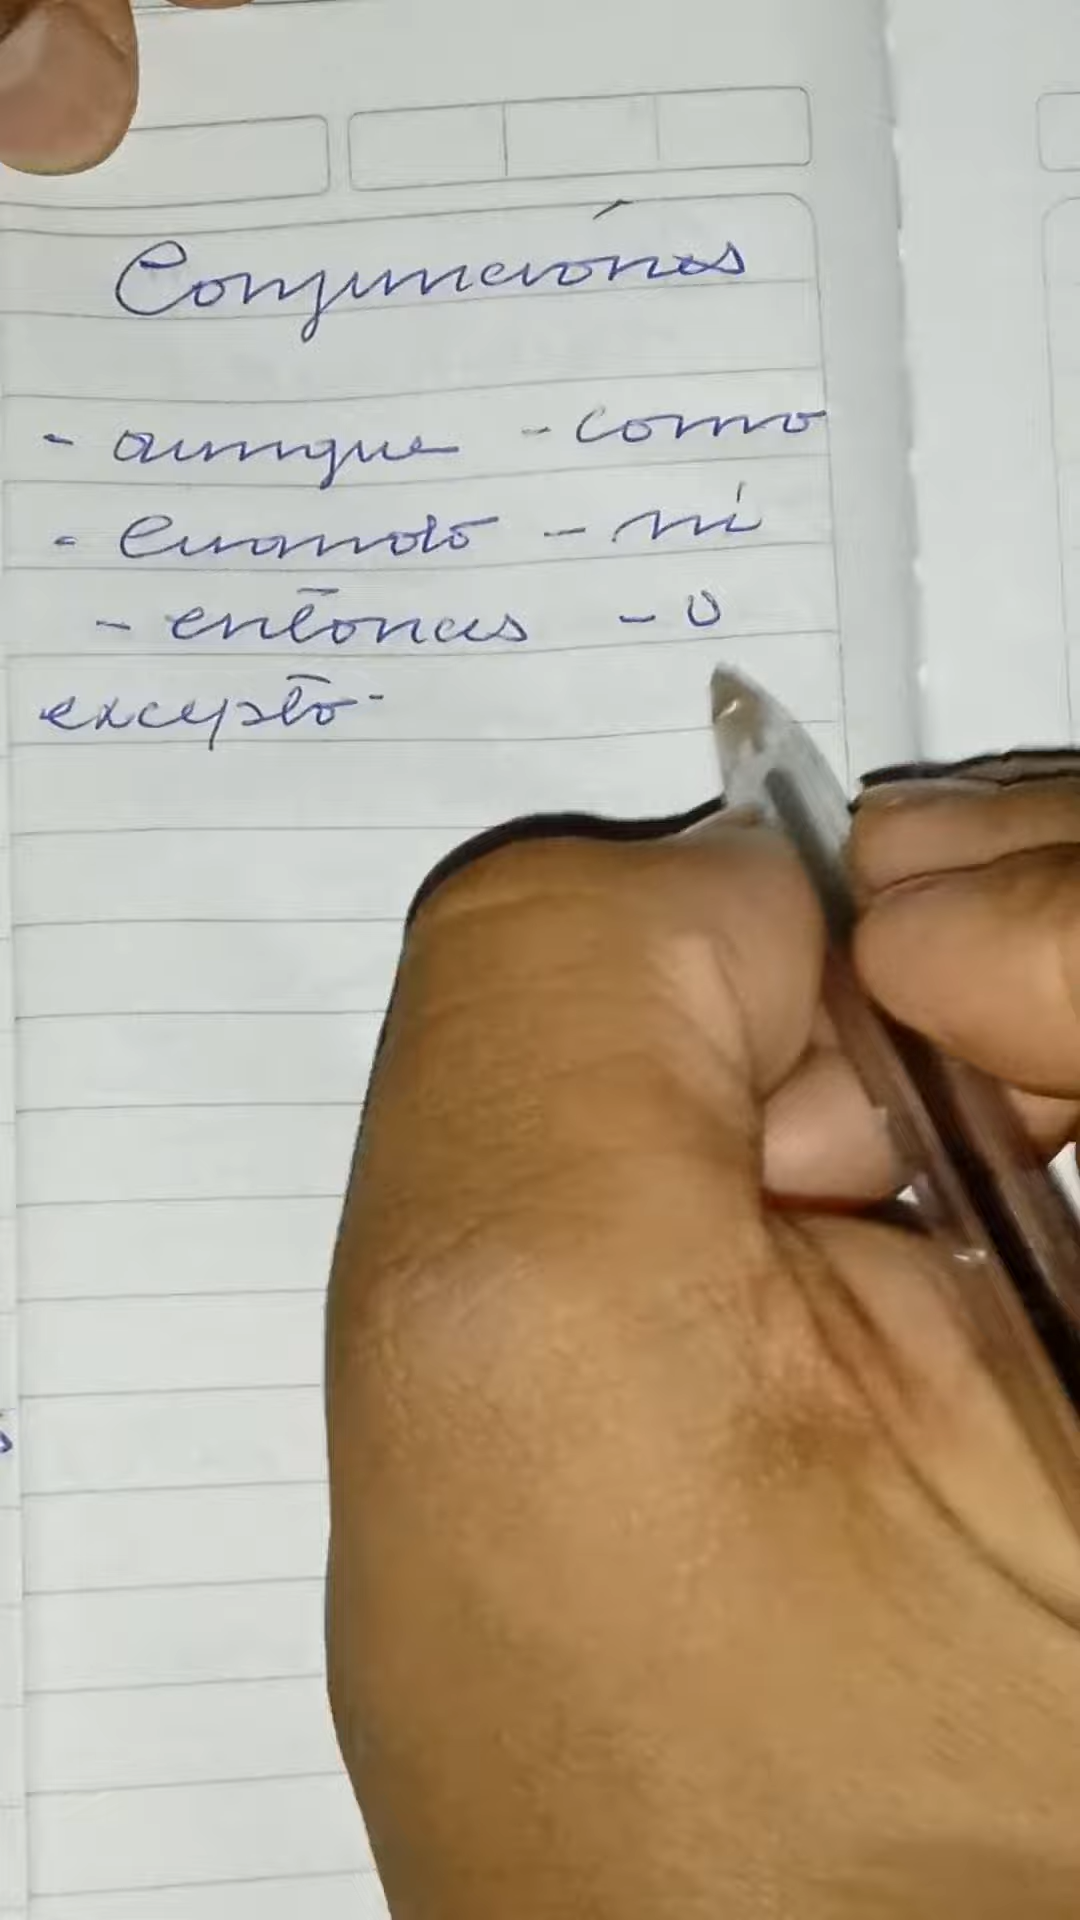 Conjunciónes
- aunque - como
- Cuando - ni
- entonces - o
excepto -